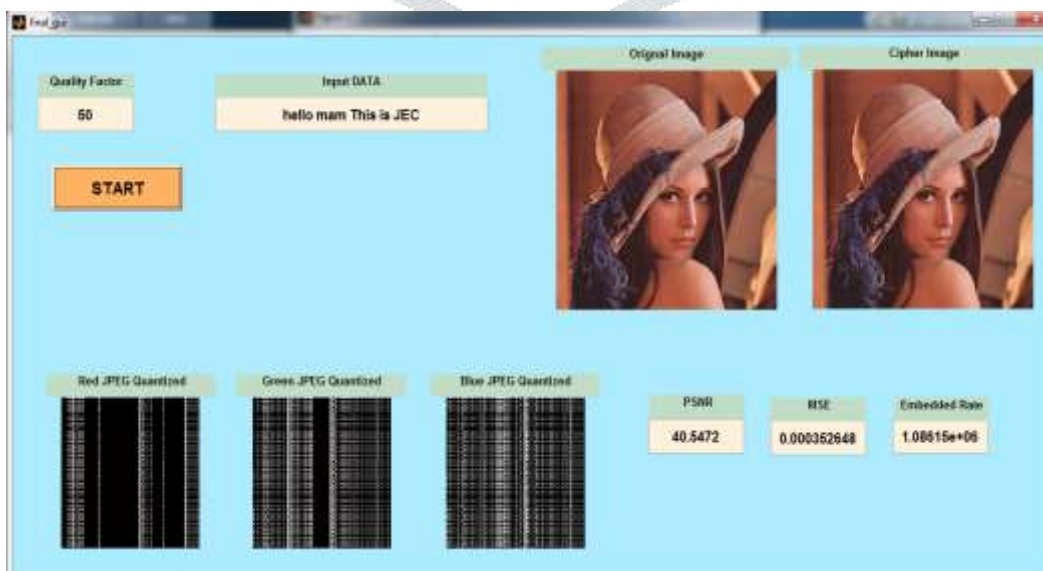 final_gui
Orignal Image
Cipher Image
Quality Factor
50
Input DATA
hello mam This is JEC
START
Red JPEG Quantized
Green JPEG Quantized
Blue JPEG Quantized
PSNR
40.5472
MSE
0.000352648
Embedded Rate
1.08615e+06